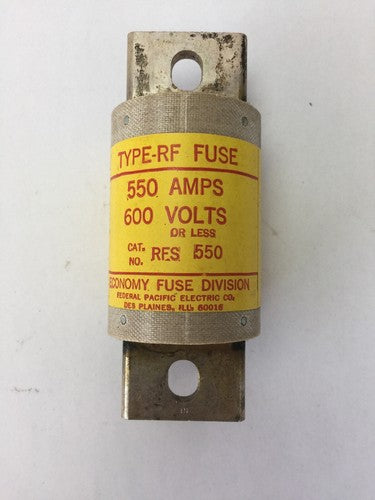 TYPE-RF FUSE
550 AMPS
600 VOLTS
OR LESS
CAT. NO. RES 550
ECONOMY FUSE DIVISION
FEDERAL PACIFIC ELECTRIC CO.
DES PLAINES, ILL. 60016